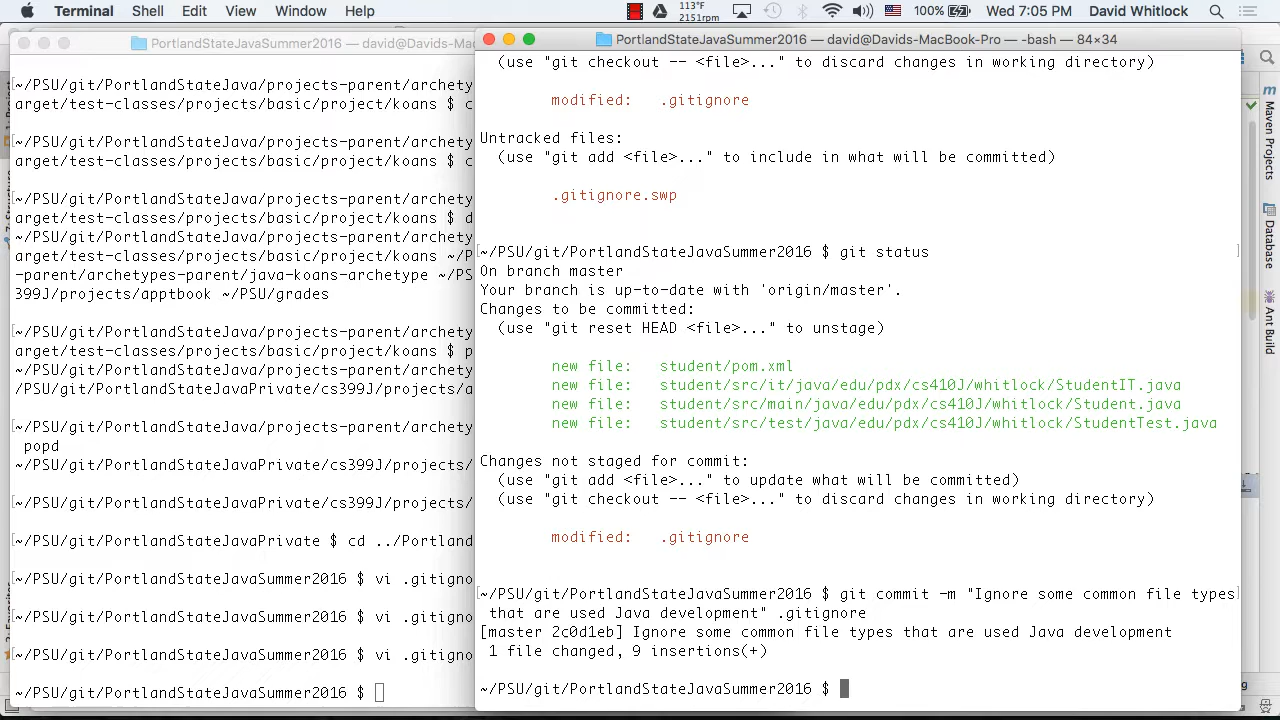 Terminal Shell Edit View Window Help 113°F 2151rpm 100% Wed 7:05 PM David Whitlock
PortlandStateJavaSummer2016 — david@Davids-Mac
~/PSU/git/PortlandStateJava/projects-parent/archety
arget/test-classes/projects/basic/project/koans $ c
~/PSU/git/PortlandStateJava/projects-parent/archety
arget/test-classes/projects/basic/project/koans $ c
~/PSU/git/PortlandStateJava/projects-parent/archety
arget/test-classes/projects/basic/project/koans $ d
~/PSU/git/PortlandStateJava/projects-parent/archety
arget/test-classes/projects/basic/project/koans ~/P
-parent/archetypes-parent/java-koans-archetype ~/PS
399J/projects/apptbook ~/PSU/grades
~/PSU/git/PortlandStateJava/projects-parent/archety
arget/test-classes/projects/basic/project/koans $ p
~/PSU/git/PortlandStateJava/projects-parent/archety
/PSU/git/PortlandStateJavaPrivate/cs399J/projects/a
~/PSU/git/PortlandStateJava/projects-parent/archety
popd
~/PSU/git/PortlandStateJavaPrivate/cs399J/projects/
~/PSU/git/PortlandStateJavaPrivate/cs399J/projects/
~/PSU/git/PortlandStateJavaPrivate $ cd ../Portland
~/PSU/git/PortlandStateJavaSummer2016 $ vi .gitigno
~/PSU/git/PortlandStateJavaSummer2016 $ vi .gitigno
~/PSU/git/PortlandStateJavaSummer2016 $ vi .gitigno
~/PSU/git/PortlandStateJavaSummer2016 $
PortlandStateJavaSummer2016 — david@Davids-MacBook-Pro — -bash — 84×34
(use "git checkout -- <file>..." to discard changes in working directory)
modified: .gitignore
Untracked files:
(use "git add <file>..." to include in what will be committed)
.gitignore.swp
~/PSU/git/PortlandStateJavaSummer2016 $ git status
On branch master
Your branch is up-to-date with 'origin/master'.
Changes to be committed:
(use "git reset HEAD <file>..." to unstage)
new file: student/pom.xml
new file: student/src/it/java/edu/pdx/cs410J/whitlock/StudentIT.java
new file: student/src/main/java/edu/pdx/cs410J/whitlock/Student.java
new file: student/src/test/java/edu/pdx/cs410J/whitlock/StudentTest.java
Changes not staged for commit:
(use "git add <file>..." to update what will be committed)
(use "git checkout -- <file>..." to discard changes in working directory)
modified: .gitignore
~/PSU/git/PortlandStateJavaSummer2016 $ git commit -m "Ignore some common file types
that are used Java development" .gitignore
[master 2c0d1eb] Ignore some common file types that are used Java development
1 file changed, 9 insertions(+)
~/PSU/git/PortlandStateJavaSummer2016 $
Maven Projects
Database
Ant Build